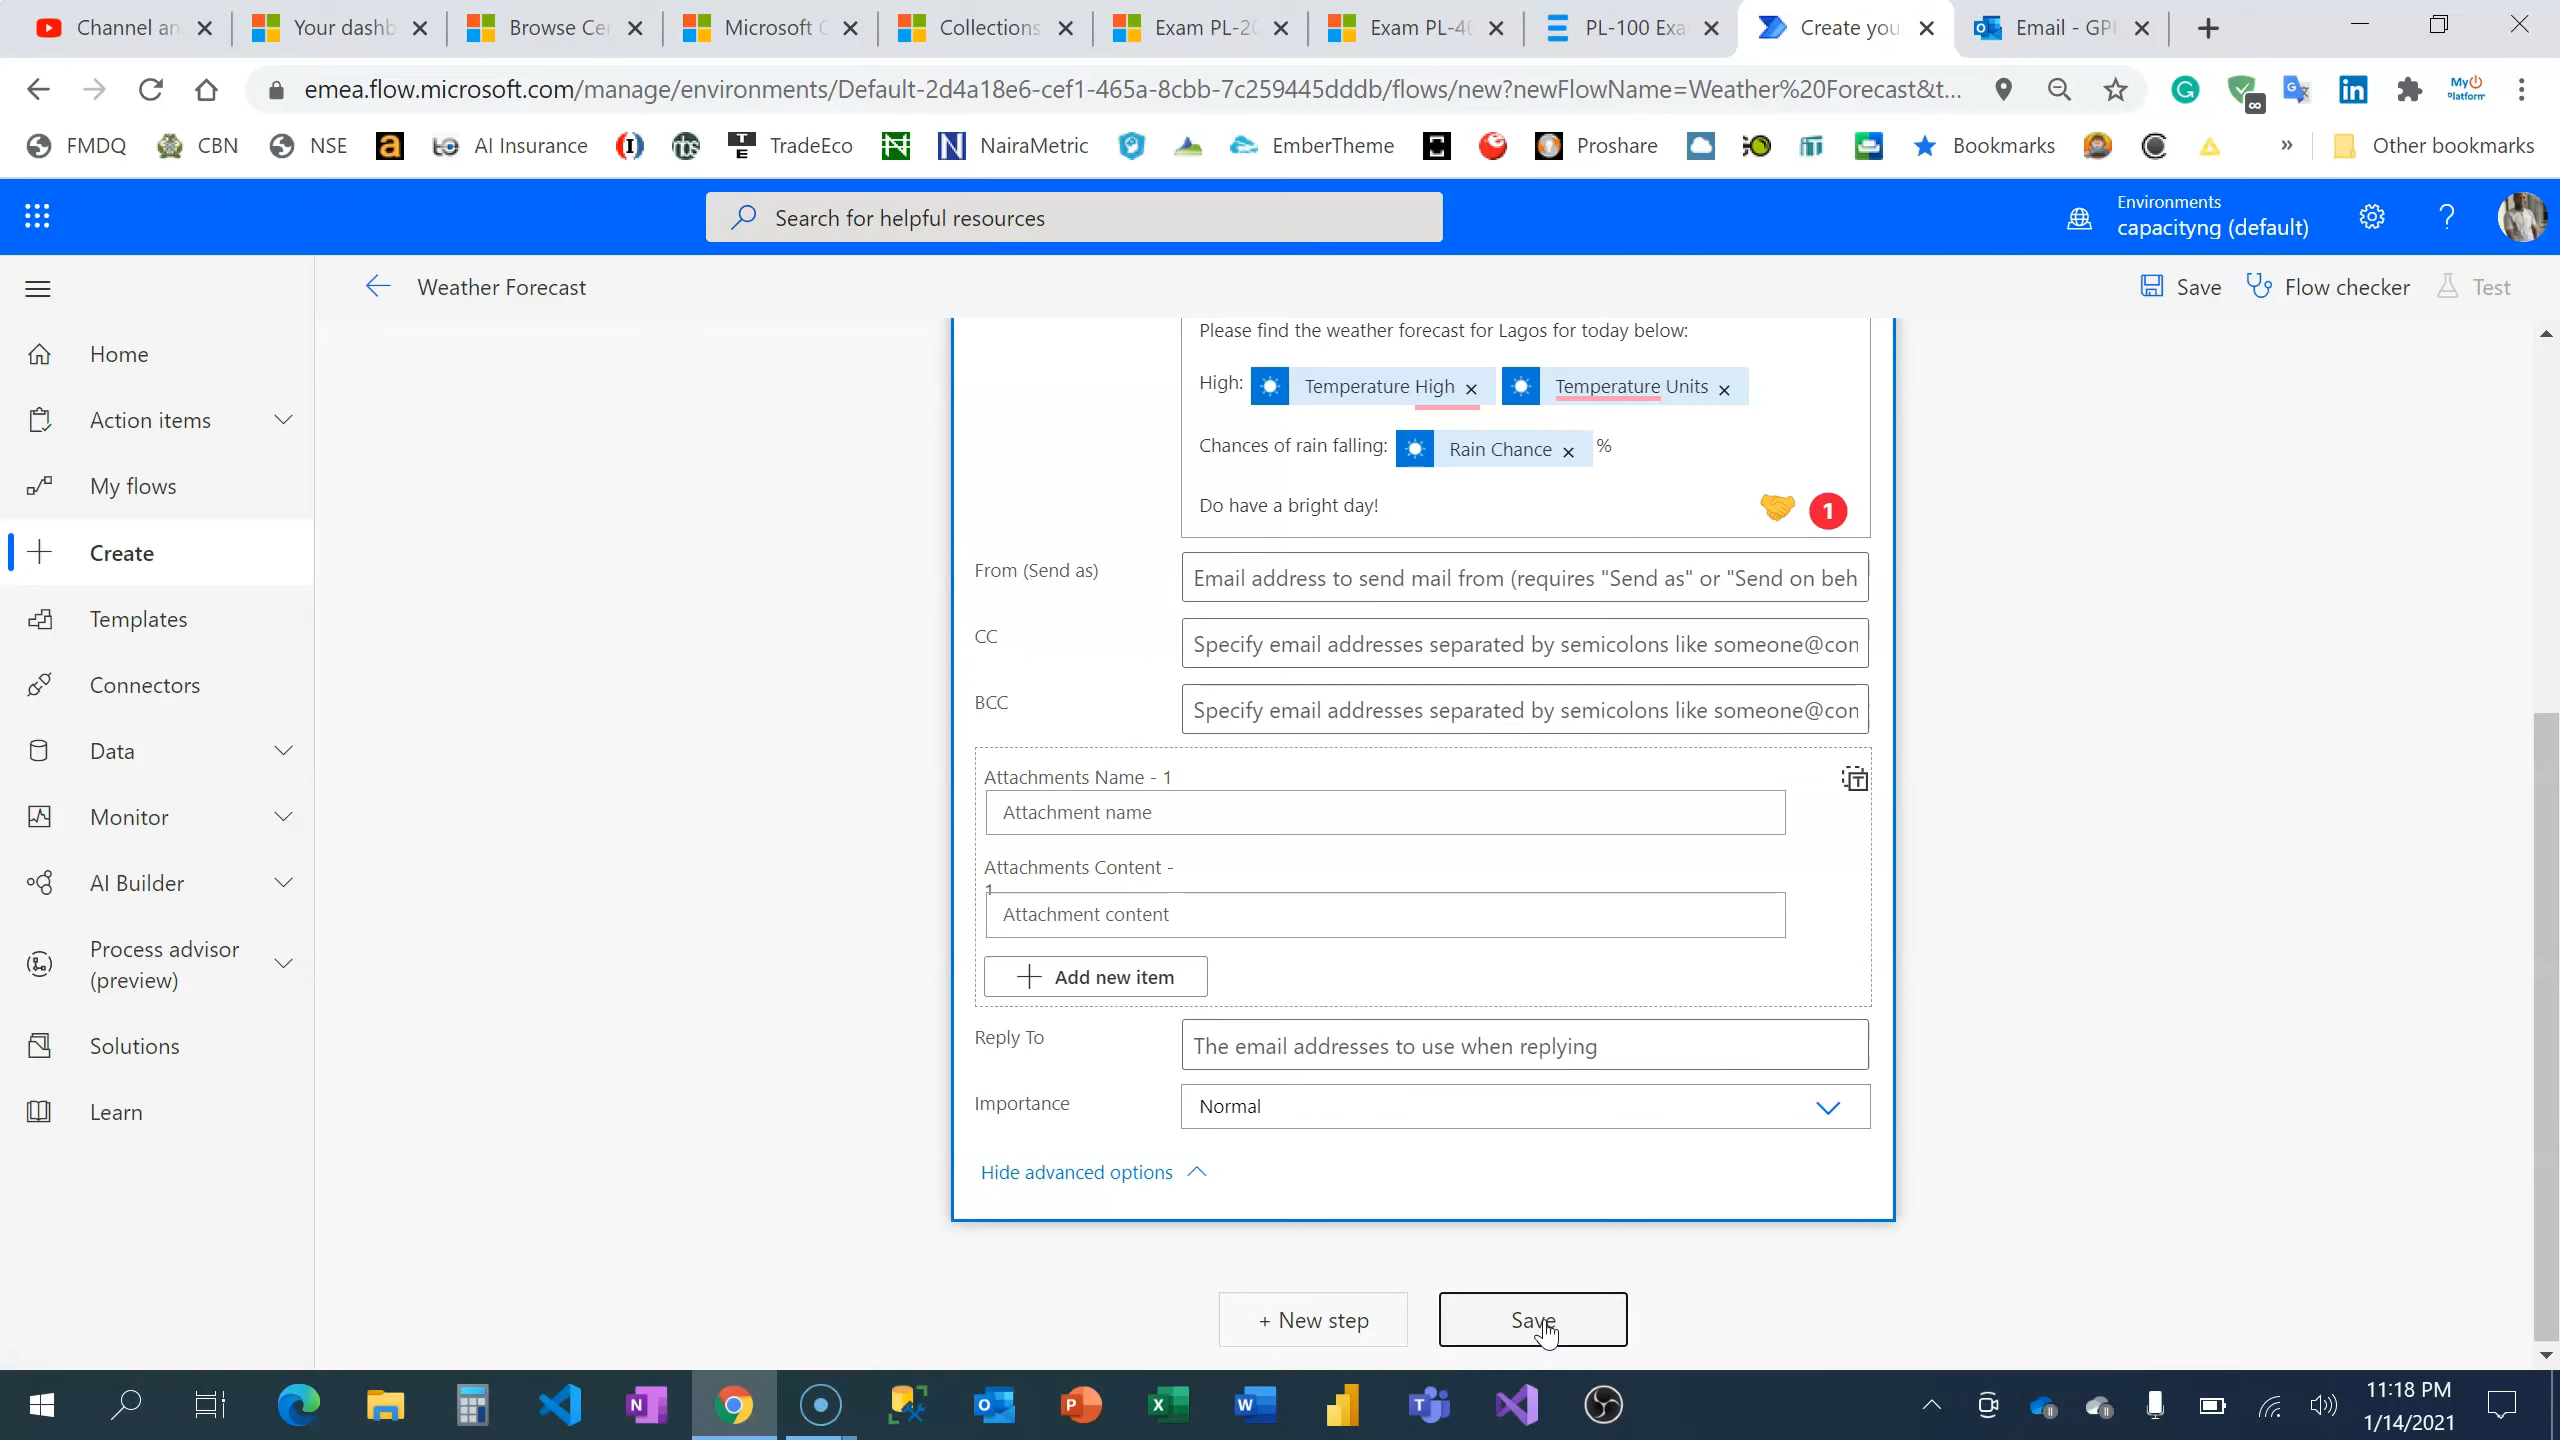 Channel an
Your dashb
Browse Cer
Microsoft C
Collections
Exam PL-20
Exam PL-40
PL-100 Exa
Create you
Email - GP
emea.flow.microsoft.com/manage/environments/Default-2d4a18e6-cef1-465a-8cbb-7c259445dddb/flows/new?newFlowName=Weather%20Forecast&t...
FMDQ
CBN
NSE
AI Insurance
TradeEco
NairaMetric
EmberTheme
Proshare
Bookmarks
»
Other bookmarks
Search for helpful resources
Environments
capacityng (default)
Weather Forecast
Save
Flow checker
Test
Home
Action items
My flows
Create
Templates
Connectors
Data
Monitor
AI Builder
Process advisor
(preview)
Solutions
Learn
Please find the weather forecast for Lagos for today below:
High: Temperature High × Temperature Units ×
Chances of rain falling: Rain Chance × %
Do have a bright day!
1
From (Send as)
Email address to send mail from (requires "Send as" or "Send on beh
CC
Specify email addresses separated by semicolons like someone@con
BCC
Specify email addresses separated by semicolons like someone@con
Attachments Name - 1
Attachment name
Attachments Content -
1
Attachment content
Add new item
Reply To
The email addresses to use when replying
Importance
Normal
Hide advanced options
+ New step
Save
11:18 PM
1/14/2021